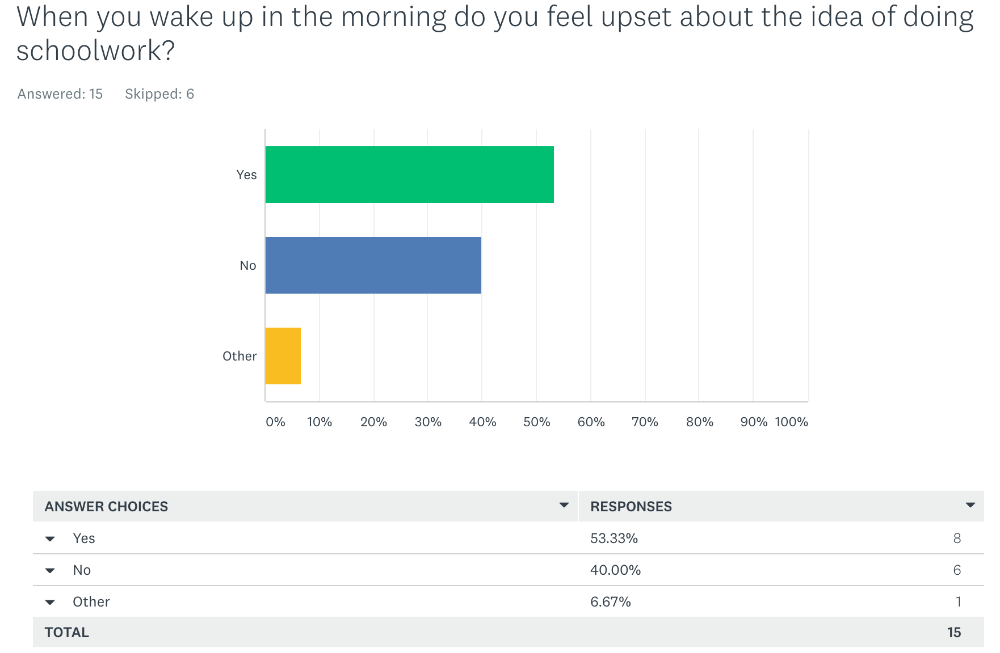 When you wake up in the morning do you feel upset about the idea of doing
schoolwork?
Answered: 15 Skipped: 6
Yes
No
Other
0% 10% 20% 30% 40% 50% 60% 70% 80% 90% 100%
ANSWER CHOICES RESPONSES
Yes 53.33% 8
No 40.00% 6
Other 6.67% 1
TOTAL 15